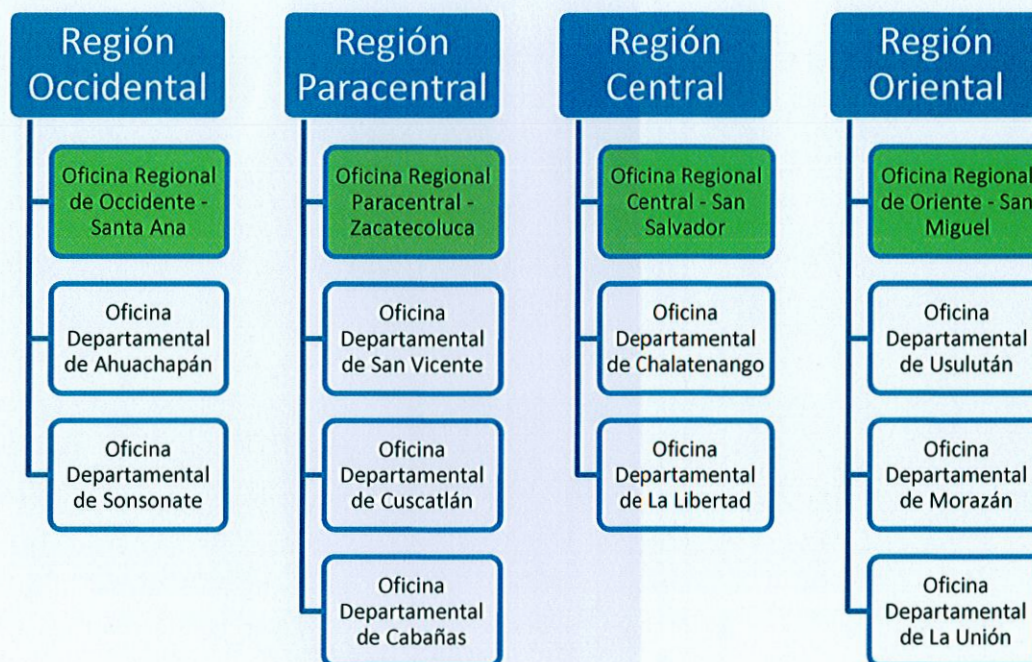 Región
Occidental
Oficina Regional
de Occidente -
Santa Ana
Oficina
Departamental
de Ahuachapán
Oficina
Departamental
de Sonsonate
Región
Paracentral
Oficina Regional
Paracentral -
Zacatecoluca
Oficina
Departamental
de San Vicente
Oficina
Departamental
de Cuscatlán
Oficina
Departamental
de Cabañas
Región
Central
Oficina Regional
Central - San
Salvador
Oficina
Departamental
de Chalatenango
Oficina
Departamental
de La Libertad
Región
Oriental
Oficina Regional
de Oriente - San
Miguel
Oficina
Departamental
de Usulután
Oficina
Departamental
de Morazán
Oficina
Departamental
de La Unión